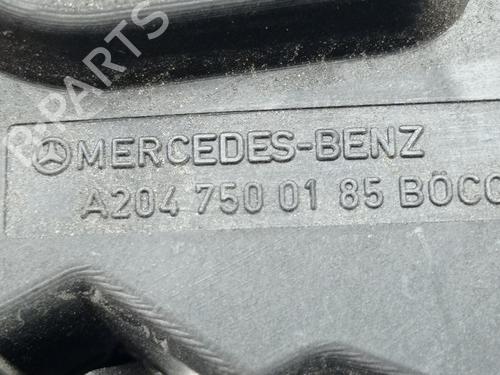 MERCEDES-BENZ
A204 750 01 85 BÖCO
B-PARTS